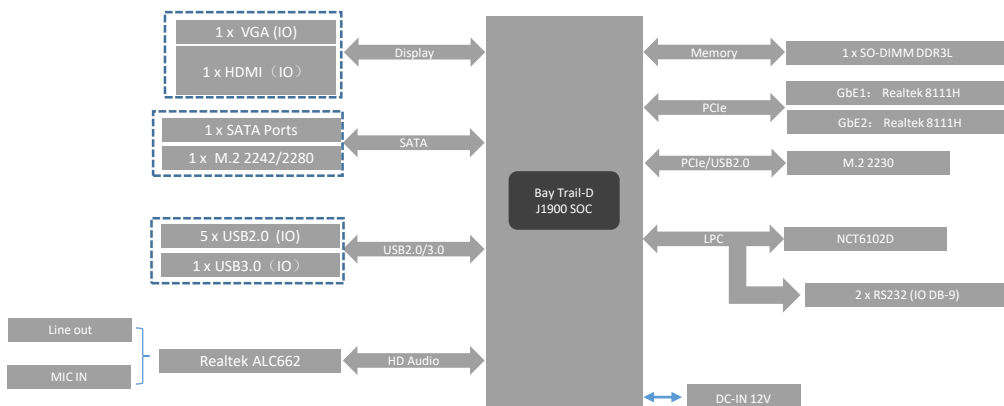 1 x VGA (IO)
1 x HDMI（IO）
Display
1 x SATA Ports
1 x M.2 2242/2280
SATA
5 x USB2.0 (IO)
1 x USB3.0（IO）
USB2.0/3.0
Line out
MIC IN
Realtek ALC662
HD Audio
Bay Trail-D
J1900 SOC
Memory
1 x SO-DIMM DDR3L
PCIe
GbE1： Realtek 8111H
GbE2： Realtek 8111H
PCIe/USB2.0
M.2 2230
LPC
NCT6102D
2 x RS232 (IO DB-9)
DC-IN 12V